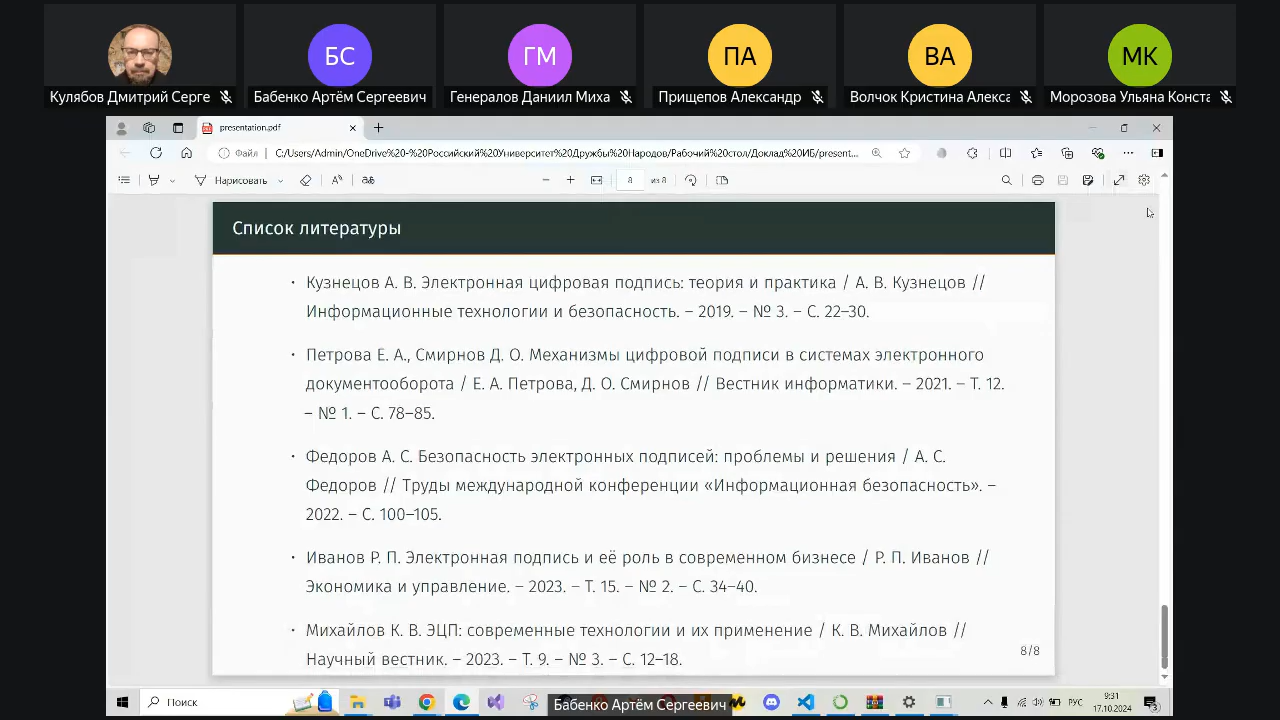 БС
ГМ
ПА
ВА
МК
Кулябов Дмитрий Серге
Бабенко Артём Сергеевич
Генералов Даниил Миха
Прищепов Александр
Волчок Кристина Алекса
Морозова Ульяна Конста
presentation.pdf
Файл
C:/Users/Admin/OneDrive%20-%20Российский%20Университет%20Дружбы%20Народов/Рабочий%20стол/Доклад%20ИБ/present...
Нарисовать
8 из 8
Список литературы
• Кузнецов А. В. Электронная цифровая подпись: теория и практика / А. В. Кузнецов //
Информационные технологии и безопасность. – 2019. – № 3. – С. 22–30.
• Петрова Е. А., Смирнов Д. О. Механизмы цифровой подписи в системах электронного
документооборота / Е. А. Петрова, Д. О. Смирнов // Вестник информатики. – 2021. – Т. 12.
– № 1. – С. 78–85.
• Федоров А. С. Безопасность электронных подписей: проблемы и решения / А. С.
Федоров // Труды международной конференции «Информационная безопасность». –
2022. – С. 100–105.
• Иванов Р. П. Электронная подпись и её роль в современном бизнесе / Р. П. Иванов //
Экономика и управление. – 2023. – Т. 15. – № 2. – С. 34–40.
• Михайлов К. В. ЭЦП: современные технологии и их применение / К. В. Михайлов //
Научный вестник. – 2023. – Т. 9. – № 3. – С. 12–18.
8/8
Поиск
Бабенко Артём Сергеевич
РУС
9:31
17.10.2024